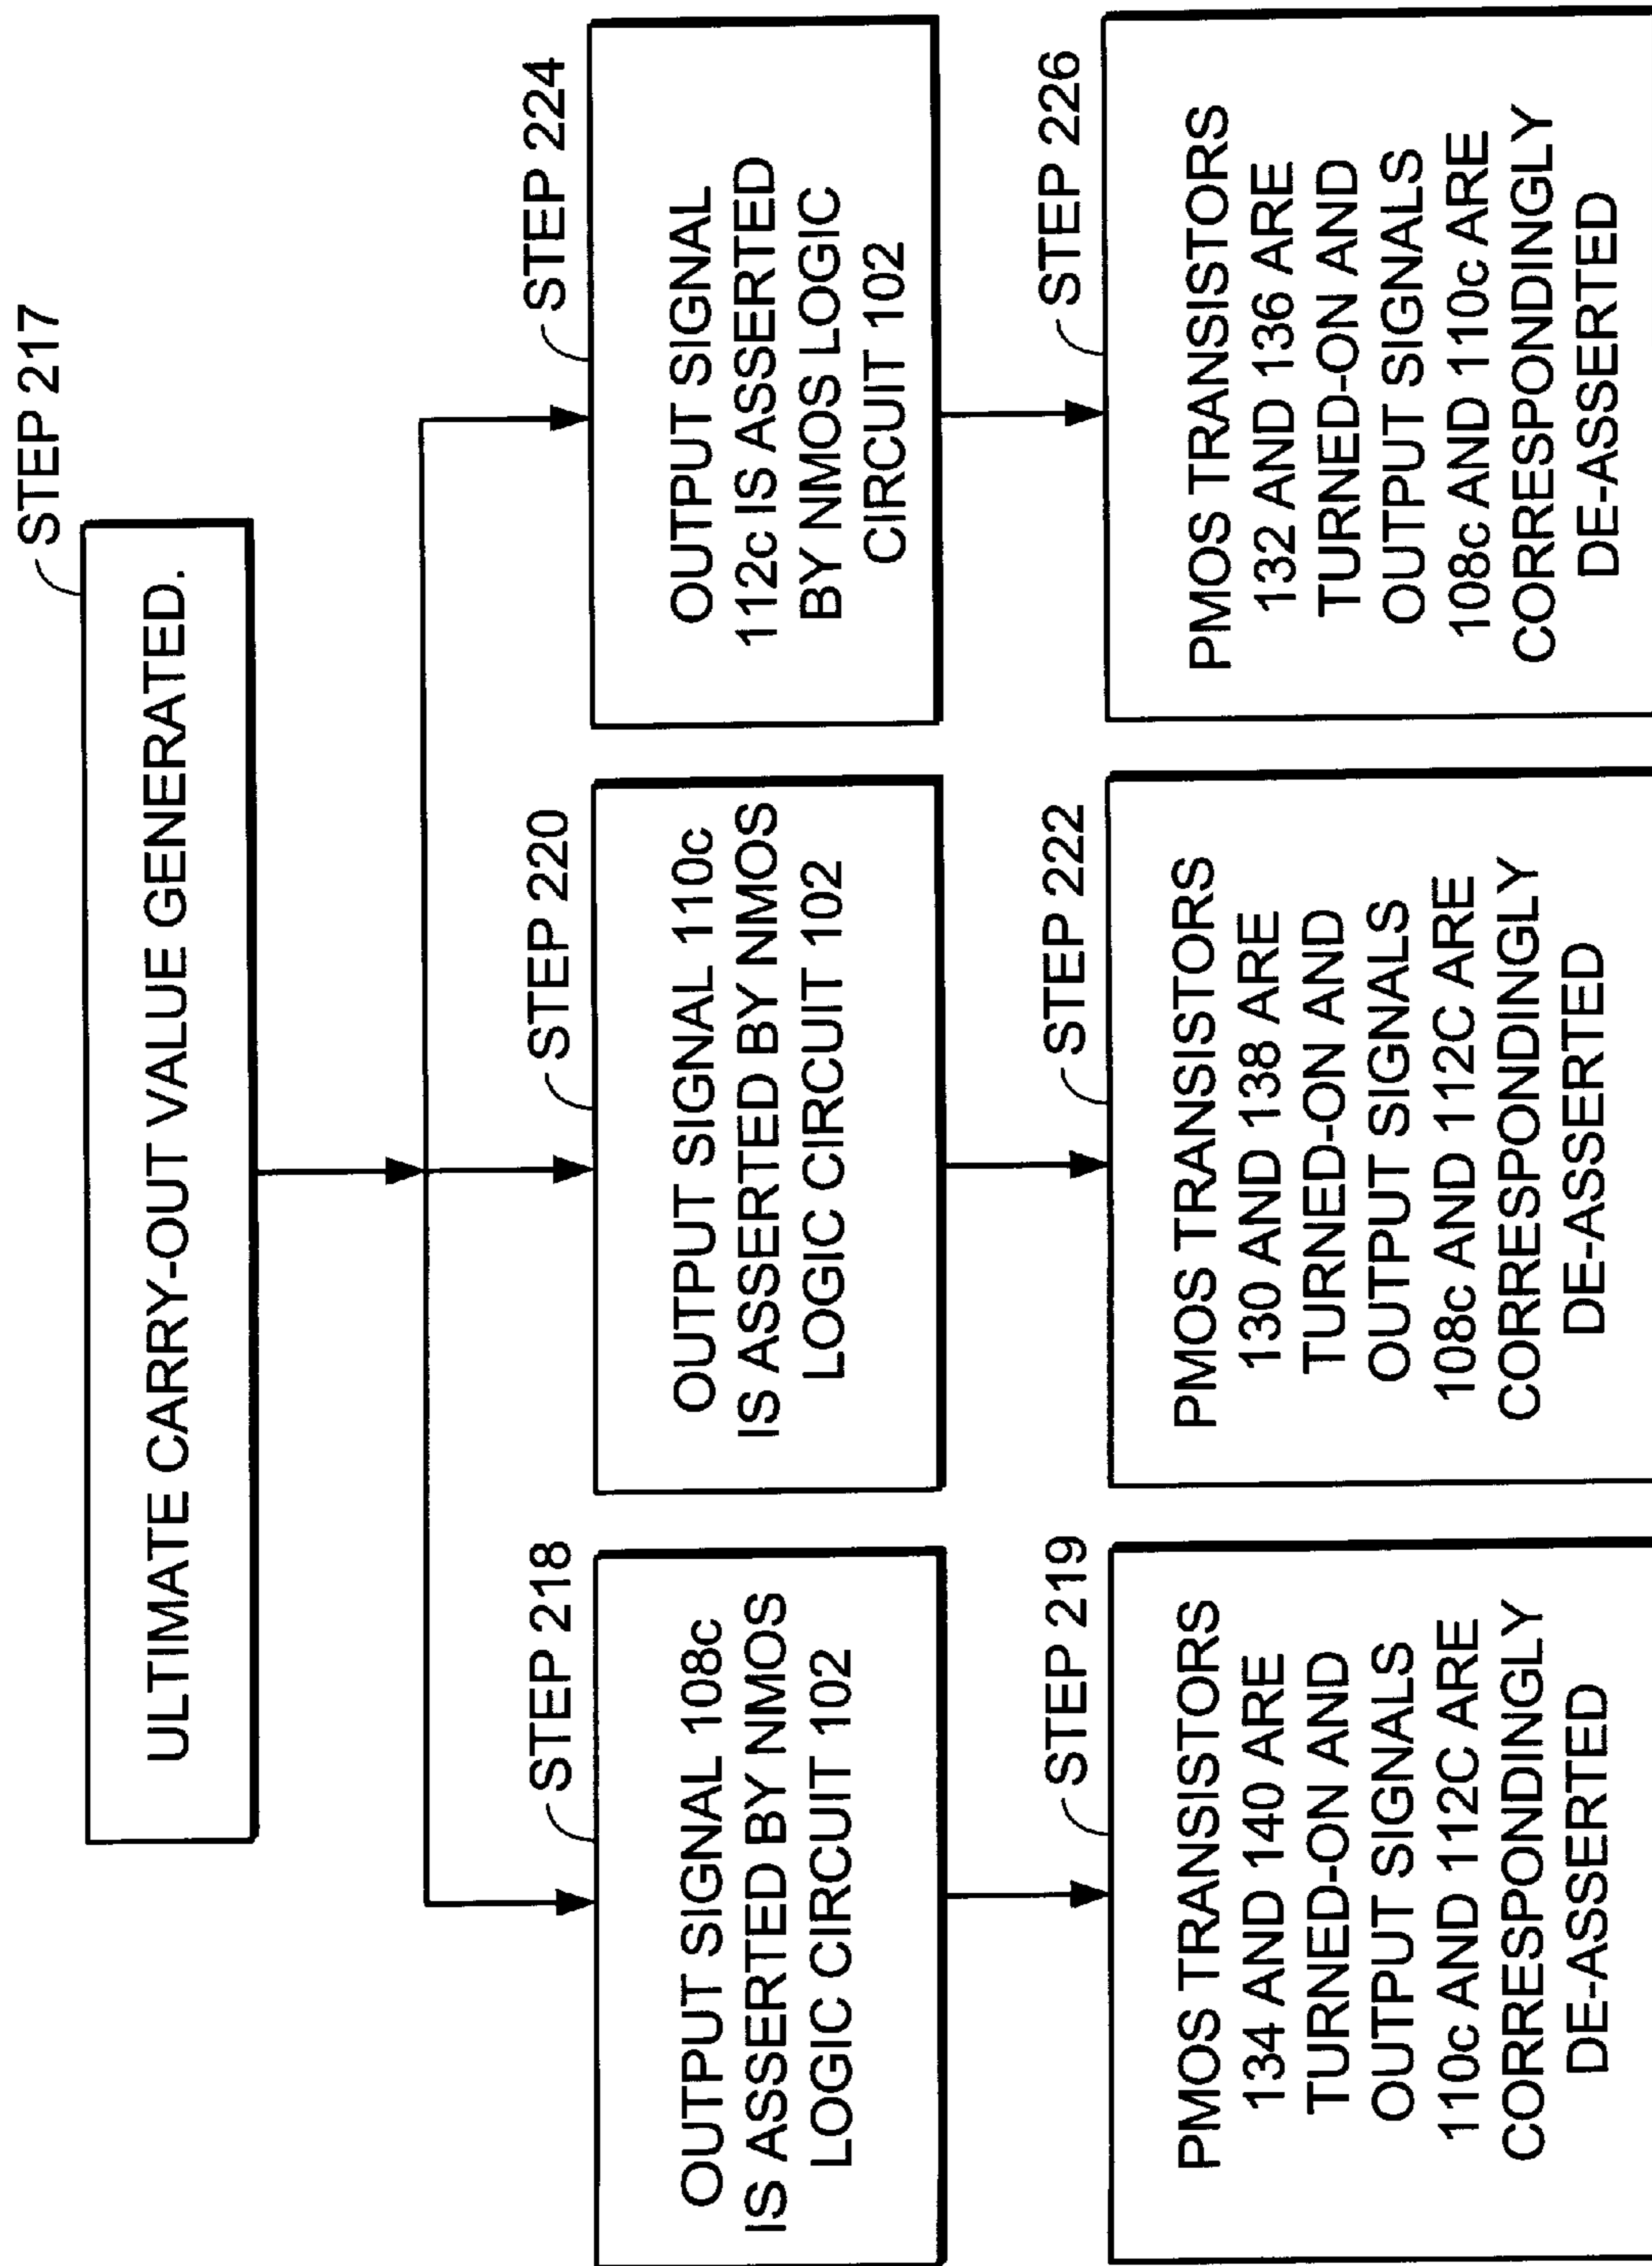 STEP 217
ULTIMATE CARRY-OUT VALUE GENERATED.
STEP 218
OUTPUT SIGNAL 108c
IS ASSERTED BY NMOS
LOGIC CIRCUIT 102
STEP 220
OUTPUT SIGNAL 110c
IS ASSERTED BY NMOS
LOGIC CIRCUIT 102
STEP 224
OUTPUT SIGNAL
112c IS ASSERTED
BY NMOS LOGIC
CIRCUIT 102
STEP 219
PMOS TRANSISTORS
134 AND 140 ARE
TURNED-ON AND
OUTPUT SIGNALS
110c AND 112C ARE
CORRESPONDINGLY
DE-ASSERTED
STEP 222
PMOS TRANSISTORS
130 AND 138 ARE
TURNED-ON AND
OUTPUT SIGNALS
108c AND 112C ARE
CORRESPONDINGLY
DE-ASSERTED
STEP 226
PMOS TRANSISTORS
132 AND 136 ARE
TURNED-ON AND
OUTPUT SIGNALS
108c AND 110c ARE
CORRESPONDINGLY
DE-ASSERTED